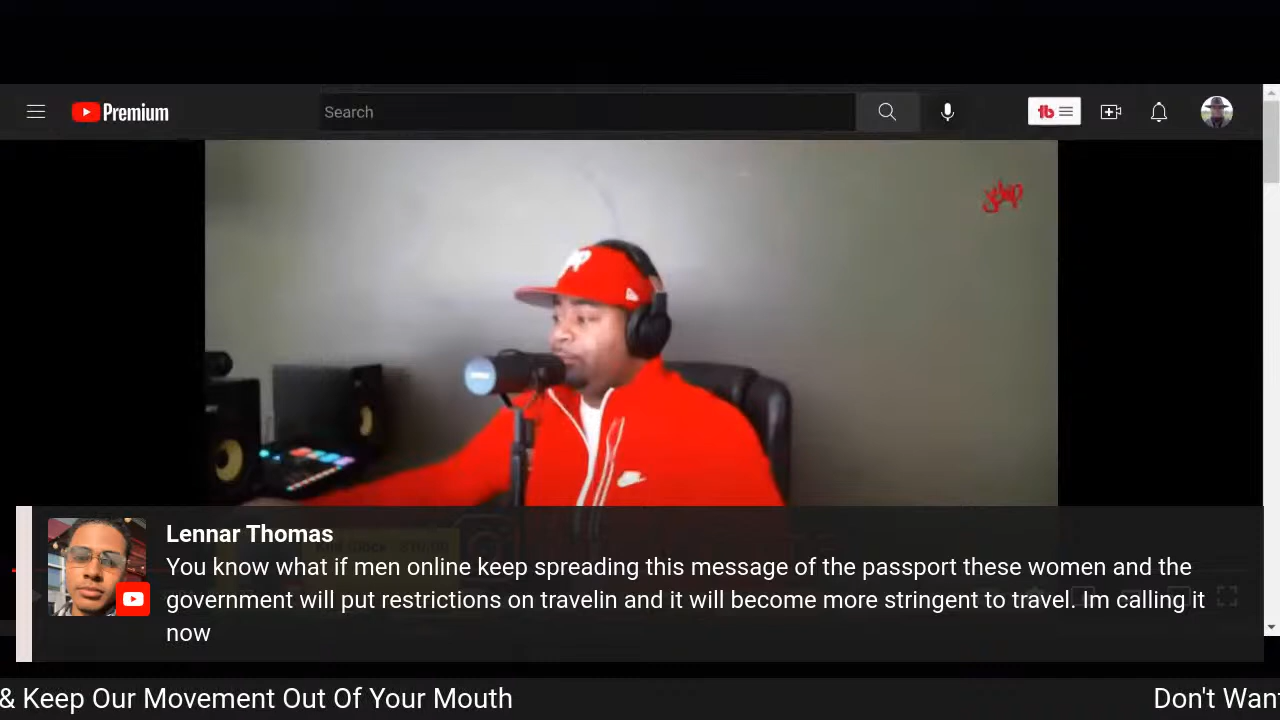 Premium
Search
Lennar Thomas
You know what if men online keep spreading this message of the passport these women and the
government will put restrictions on travelin and it will become more stringent to travel. Im calling it
now
& Keep Our Movement Out Of Your Mouth
Don't Want